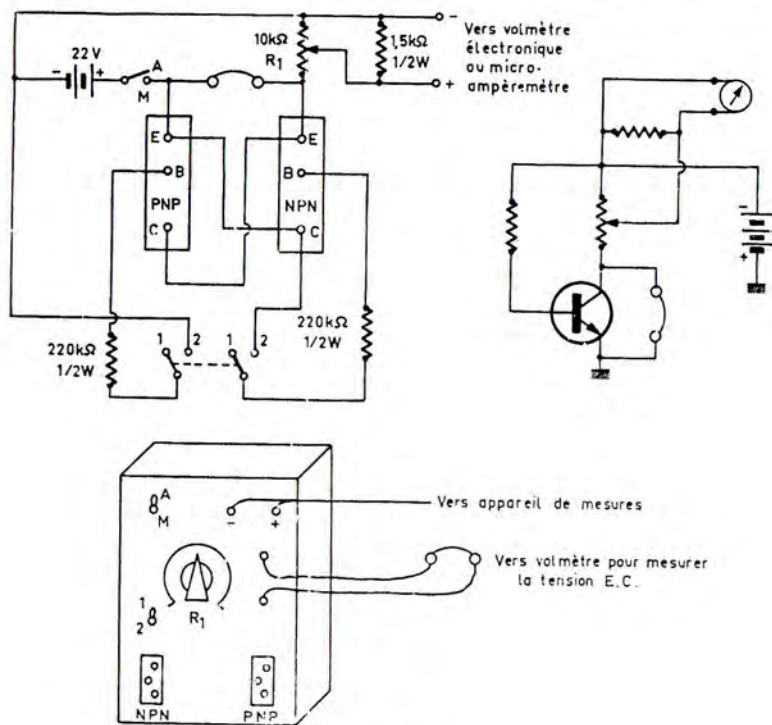 22V
- +
A
M
10kΩ
R1
1,5kΩ
1/2W
-
+
Vers volmètre
électronique
ou micro-
ampèremètre
E
B
PNP
C
E
B
NPN
C
220kΩ
1/2W
1 2
1 2
220kΩ
1/2W
-
+
A
M
- +
Vers appareil de mesures
Vers volmètre pour mesurer
la tension E.C.
1
2
R1
NPN
PNP